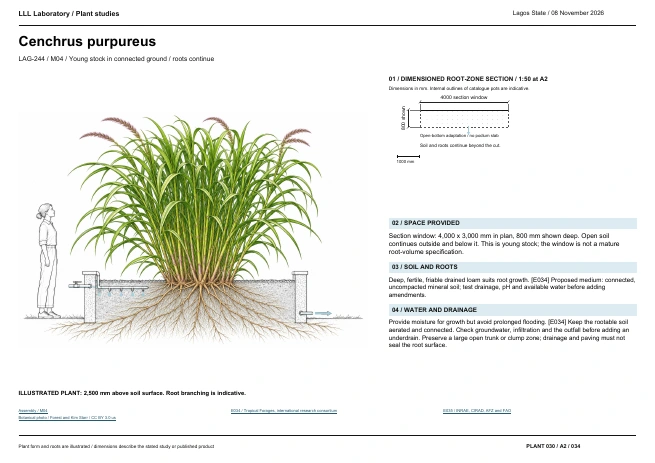 LLL Laboratory / Plant studies
Lagos State / 08 November 2026
Cenchrus purpureus
LAG-244 / M04 / Young stock in connected ground / roots continue
01 / DIMENSIONED ROOT-ZONE SECTION / 1:50 at A2
Dimensions in mm. Internal outlines of catalogue pots are indicative.
4000 section window
800 shown
Open-bottom adaptation / no podium slab
Soil and roots continue beyond the cut.
1000 mm
02 / SPACE PROVIDED
Section window: 4,000 x 3,000 mm in plan, 800 mm shown deep. Open soil
continues outside and below it. This is young stock; the window is not a mature
root-volume specification.
03 / SOIL AND ROOTS
Deep, fertile, friable drained loam suits root growth. [E034] Proposed medium: connected,
uncompacted mineral soil; test drainage, pH and available water before adding
amendments.
04 / WATER AND DRAINAGE
Provide moisture for growth but avoid prolonged flooding. [E034] Keep the rootable soil
aerated and connected. Check groundwater, infiltration and the outfall before adding an
underdrain. Preserve a large open trunk or clump zone; drainage and paving must not
seal the root surface.
ILLUSTRATED PLANT: 2,500 mm above soil surface. Root branching is indicative.
Assembly / M04
Botanical photo / Forest and Kim Starr / CC BY 3.0 us
E034 / Tropical Forages, international research consortium
E035 / INRAE, CIRAD, AFZ and FAO
Plant form and roots are illustrated / dimensions describe the stated study or published product
PLANT 030 / A2 / 034